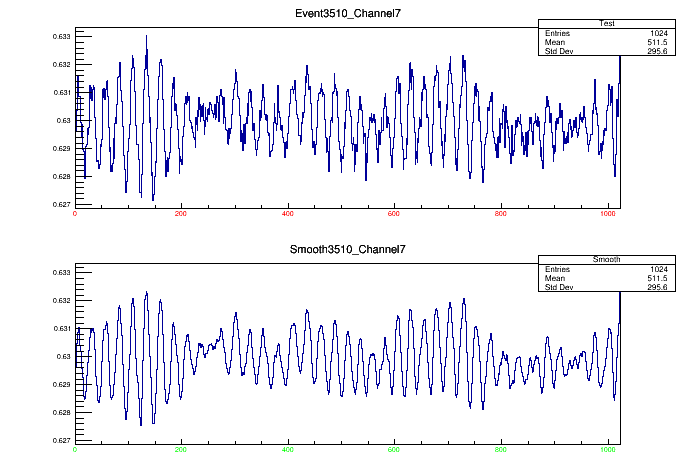 Event3510_Channel7
Test
Entries 1024
Mean 511.5
Std Dev 295.6
0.633
0.632
0.631
0.63
0.629
0.628
0.627
0 200 400 600 800 1000
Smooth3510_Channel7
Smooth
Entries 1024
Mean 511.5
Std Dev 295.6
0.633
0.632
0.631
0.63
0.629
0.628
0.627
0 200 400 600 800 1000